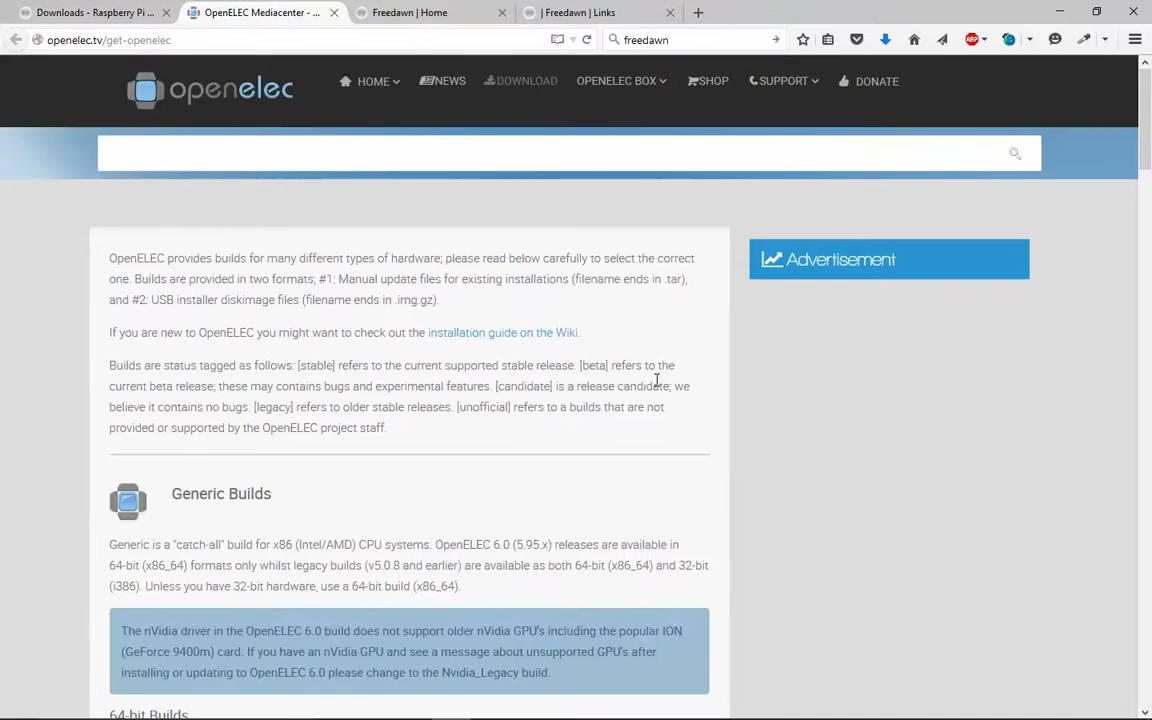 Downloads - Raspberry Pi ...
OpenELEC Mediacenter - ...
Freedawn | Home
| Freedawn | Links
openelec.tv/get-openelec
freedawn
ABP
openelec
HOME
NEWS
DOWNLOAD
OPENELEC BOX
SHOP
SUPPORT
DONATE
OpenELEC provides builds for many different types of hardware; please read below carefully to select the correct
one. Builds are provided in two formats; #1: Manual update files for existing installations (filename ends in .tar),
and #2: USB installer diskimage files (filename ends in .img.gz).
If you are new to OpenELEC you might want to check out the installation guide on the Wiki.
Builds are status tagged as follows: [stable] refers to the current supported stable release. [beta] refers to the
current beta release; these may contains bugs and experimental features. [candidate] is a release candidate; we
believe it contains no bugs. [legacy] refers to older stable releases. [unofficial] refers to a builds that are not
provided or supported by the OpenELEC project staff.
Advertisement
Generic Builds
Generic is a "catch-all" build for x86 (Intel/AMD) CPU systems. OpenELEC 6.0 (5.95.x) releases are available in
64-bit (x86_64) formats only whilst legacy builds (v5.0.8 and earlier) are available as both 64-bit (x86_64) and 32-bit
(i386). Unless you have 32-bit hardware, use a 64-bit build (x86_64).
The nVidia driver in the OpenELEC 6.0 build does not support older nVidia GPU's including the popular ION
(GeForce 9400m) card. If you have an nVidia GPU and see a message about unsupported GPU's after
installing or updating to OpenELEC 6.0 please change to the Nvidia_Legacy build.
64-bit Builds